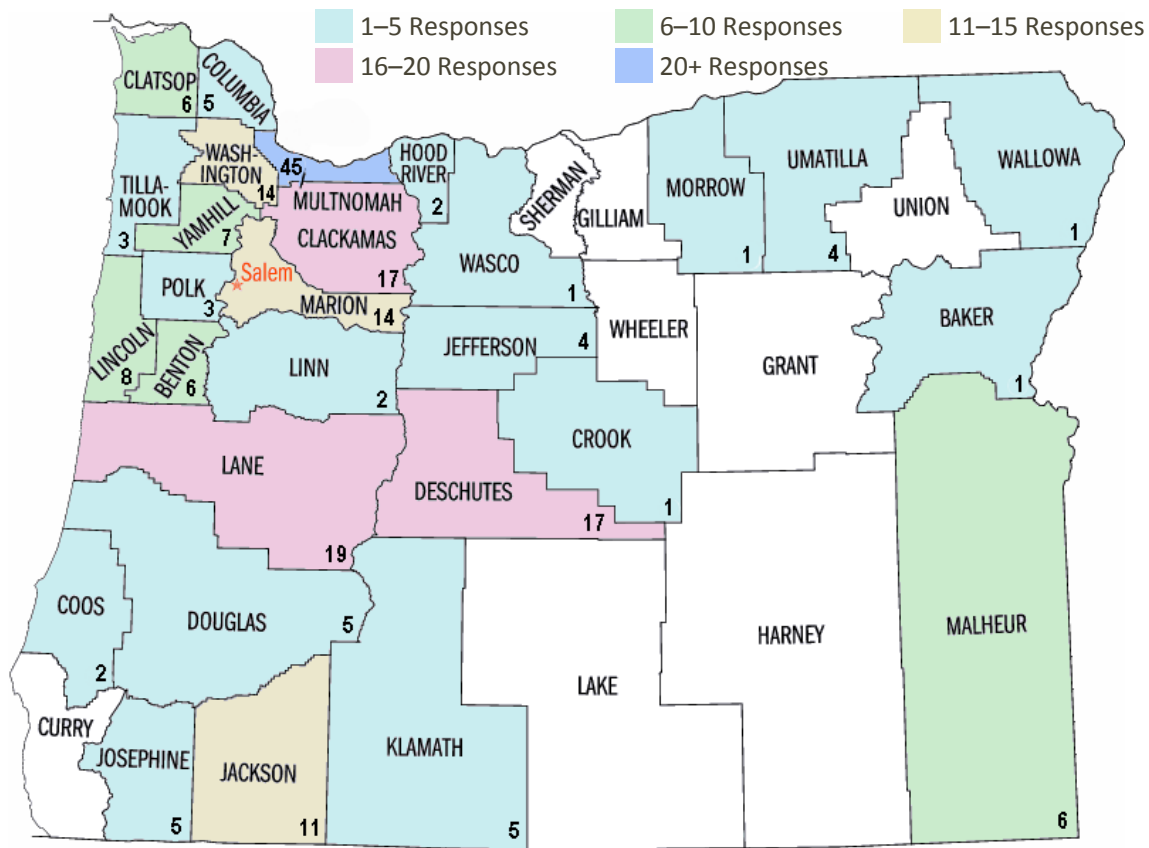 1–5 Responses
6–10 Responses
11–15 Responses
16–20 Responses
20+ Responses
CLATSOP
6
COLUMBIA
5
TILLA-
MOOK
3
WASH-
INGTON
14
45
MULTNOMAH
HOOD
RIVER
2
YAMHILL
7
CLACKAMAS
17
WASCO
1
SHERMAN
GILLIAM
MORROW
1
UMATILLA
4
UNION
WALLOWA
1
POLK
3
Salem
MARION
14
LINCOLN
8
BENTON
6
LINN
2
JEFFERSON
4
WHEELER
GRANT
BAKER
1
LANE
19
DESCHUTES
17
CROOK
1
COOS
2
DOUGLAS
5
CURRY
JOSEPHINE
5
JACKSON
11
KLAMATH
5
LAKE
HARNEY
MALHEUR
6